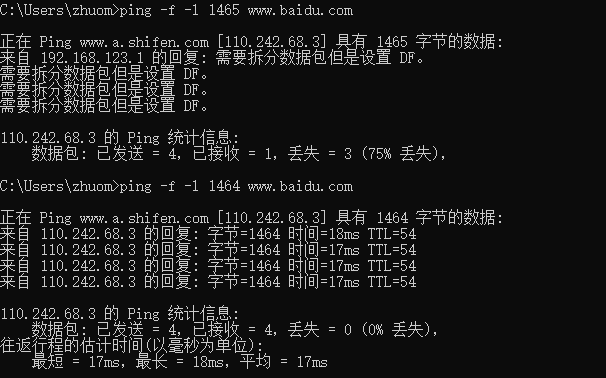 C:\Users\zhuom>ping -f -l 1465 www.baidu.com
正在 Ping www.a.shifen.com [110.242.68.3] 具有 1465 字节的数据:
来自 192.168.123.1 的回复: 需要拆分数据包但是设置 DF。
需要拆分数据包但是设置 DF。
需要拆分数据包但是设置 DF。
需要拆分数据包但是设置 DF。
110.242.68.3 的 Ping 统计信息:
数据包: 已发送 = 4，已接收 = 1，丢失 = 3 (75% 丢失)，
C:\Users\zhuom>ping -f -l 1464 www.baidu.com
正在 Ping www.a.shifen.com [110.242.68.3] 具有 1464 字节的数据:
来自 110.242.68.3 的回复: 字节=1464 时间=18ms TTL=54
来自 110.242.68.3 的回复: 字节=1464 时间=17ms TTL=54
来自 110.242.68.3 的回复: 字节=1464 时间=17ms TTL=54
来自 110.242.68.3 的回复: 字节=1464 时间=17ms TTL=54
110.242.68.3 的 Ping 统计信息:
数据包: 已发送 = 4，已接收 = 4，丢失 = 0 (0% 丢失)，
往返行程的估计时间(以毫秒为单位):
最短 = 17ms，最长 = 18ms，平均 = 17ms